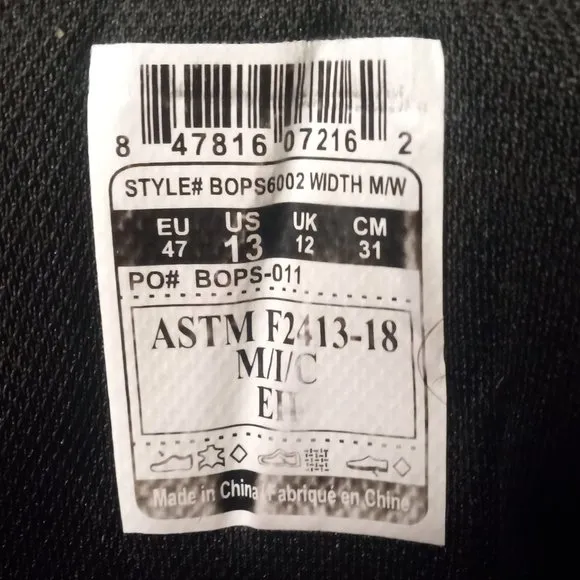 8 47816 07216 2
STYLE# BOPS6002 WIDTH M/W
EU US UK CM
47 13 12 31
PO# BOPS-011
ASTM F2413-18
M/I/C
EH
Made in China/Fabriqué en Chine